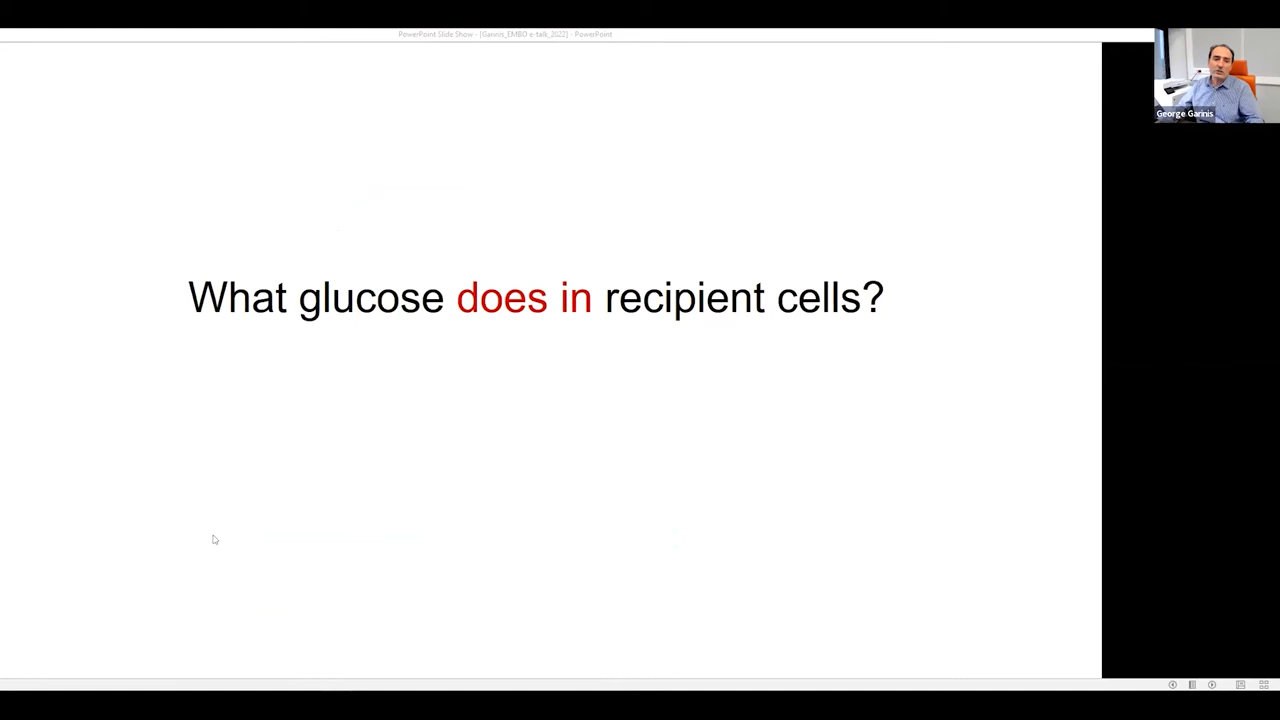 PowerPoint Slide Show - [Garinis_EMBO e-talk_2022] - PowerPoint
George Garinis
What glucose does in recipient cells?